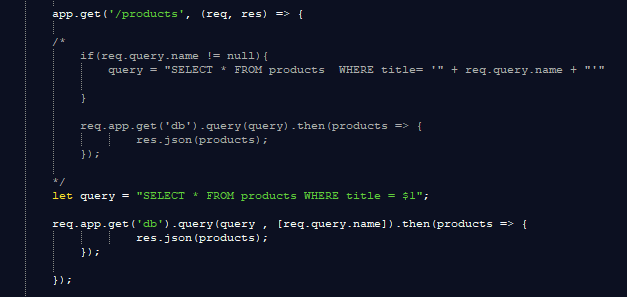 app.get('/products', (req, res) => {
/*
if(req.query.name != null){
query = "SELECT * FROM products  WHERE title= '" + req.query.name + "'"
}
req.app.get('db').query(query).then(products => {
res.json(products);
});
*/
let query = "SELECT * FROM products WHERE title = $1";
req.app.get('db').query(query , [req.query.name]).then(products => {
res.json(products);
});
});